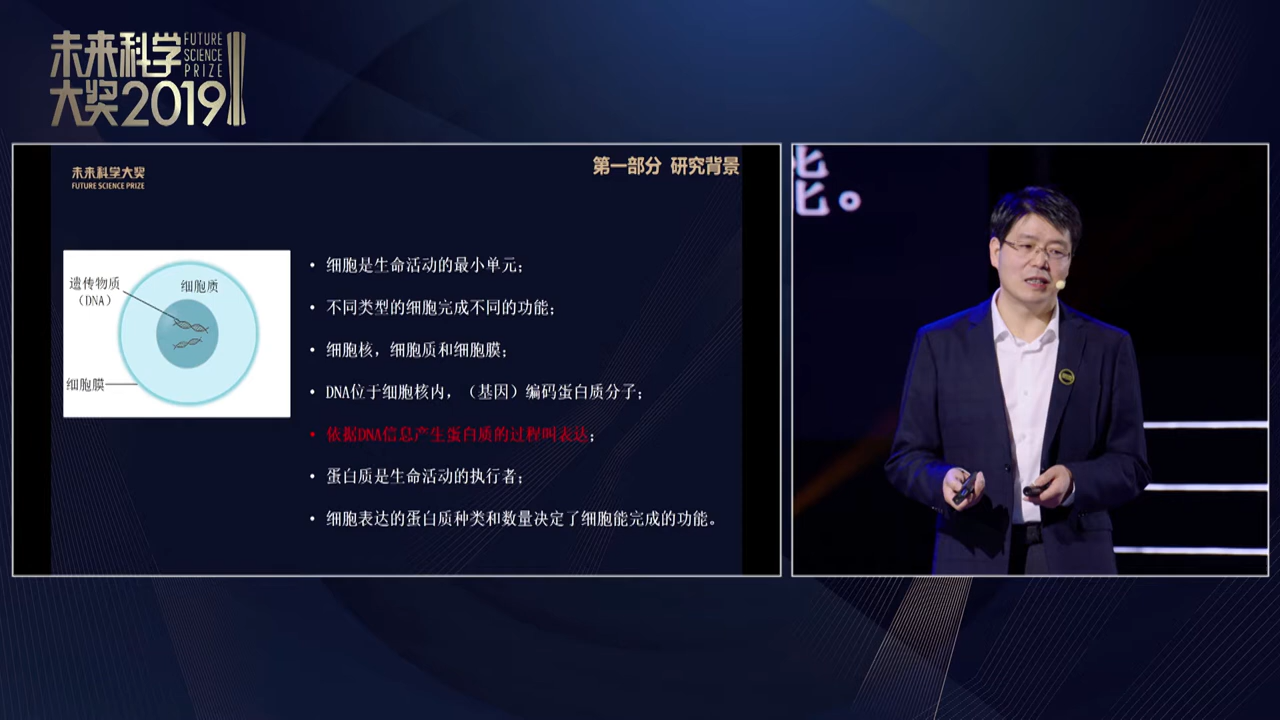 未来科学
FUTURE
SCIENCE
PRIZE
大奖2019
未来科学大奖
FUTURE SCIENCE PRIZE
第一部分 研究背景
遗传物质
（DNA）
细胞质
细胞膜
• 细胞是生命活动的最小单元;
• 不同类型的细胞完成不同的功能;
• 细胞核，细胞质和细胞膜;
• DNA位于细胞核内，（基因）编码蛋白质分子;
• 依据DNA信息产生蛋白质的过程叫表达;
• 蛋白质是生命活动的执行者;
• 细胞表达的蛋白质种类和数量决定了细胞能完成的功能。
能。